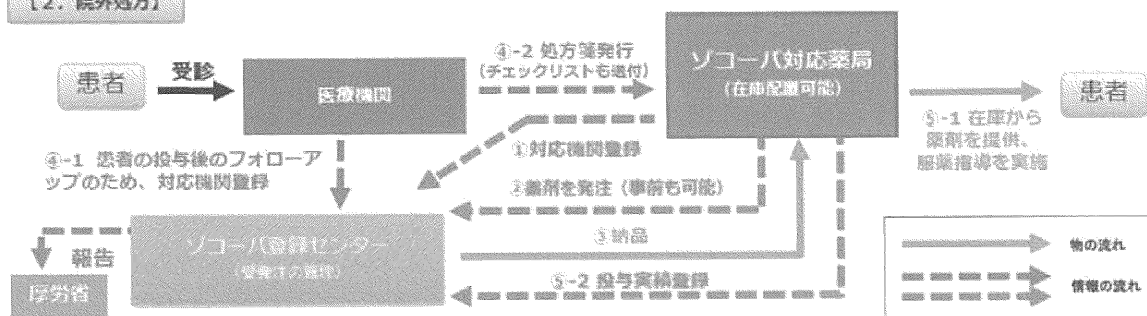 【２．院外処方】
患者
受診
医療機関
④-2 処方箋発行
(チェックリストも送付)
ゾコーバ対応薬局
(在庫配置可能)
患者
⑤-1 在庫から
薬剤を提供、
服薬指導を実施
④-1 患者の投与後のフォローア
ップのため、対応機関登録
①対応機関登録
②薬剤を発注（事前も可能）
③納品
ゾコーバ登録センター
(受発注の管理)
⑤-2 投与実績登録
報告
厚労省
物の流れ
情報の流れ